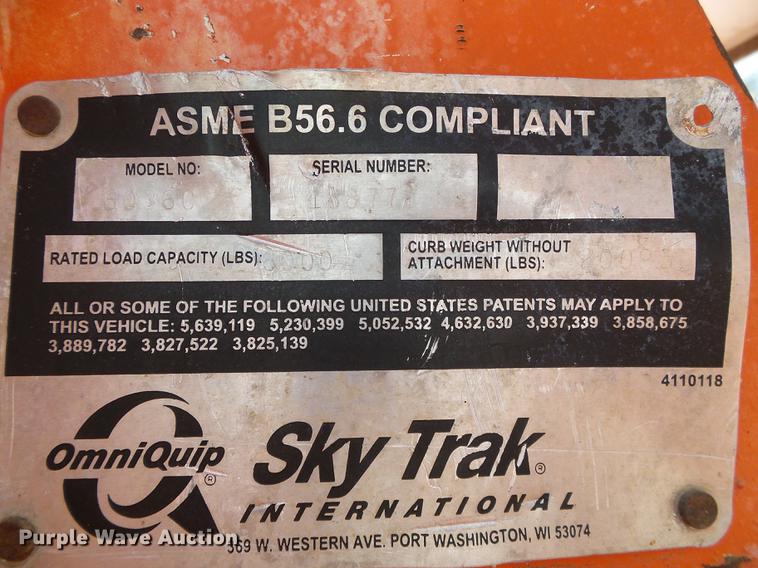 ASME B56.6 COMPLIANT
MODEL NO:
SERIAL NUMBER:
RATED LOAD CAPACITY (LBS):
CURB WEIGHT WITHOUT
ATTACHMENT (LBS):
ALL OR SOME OF THE FOLLOWING UNITED STATES PATENTS MAY APPLY TO
THIS VEHICLE: 5,639,119 5,230,399 5,052,532 4,632,630 3,937,339 3,858,675
3,889,782 3,827,522 3,825,139
4110118
OmniQuip ®
Sky Trak ®
INTERNATIONAL
369 W. WESTERN AVE. PORT WASHINGTON, WI 53074
Purple Wave Auction